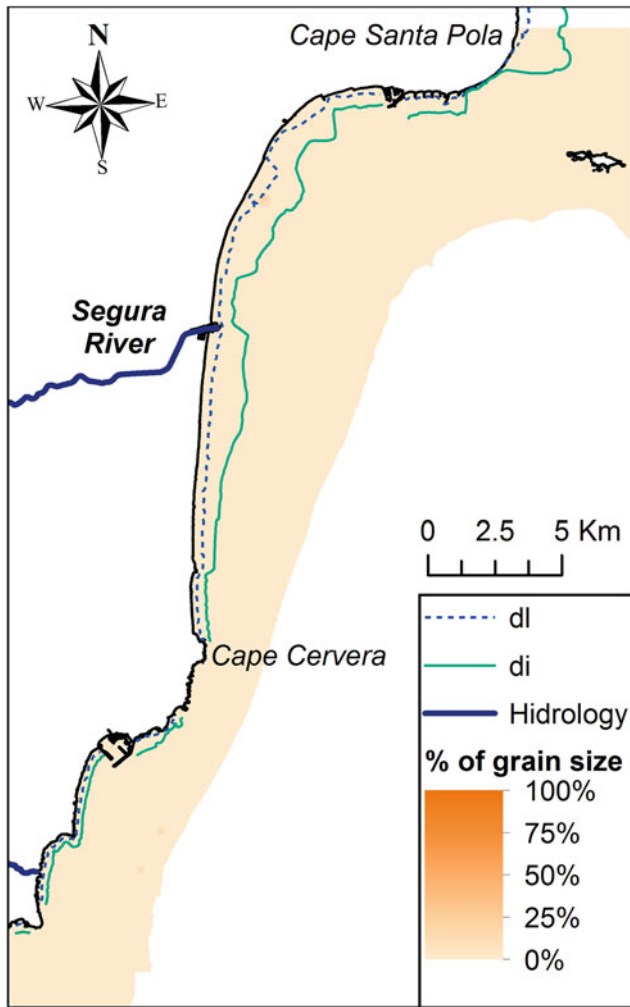 Cape Santa Pola
N
W
E
S
Segura
River
0 2.5 5 Km
Cape Cervera
dl
di
Hidrology
% of grain size
100%
75%
50%
25%
0%